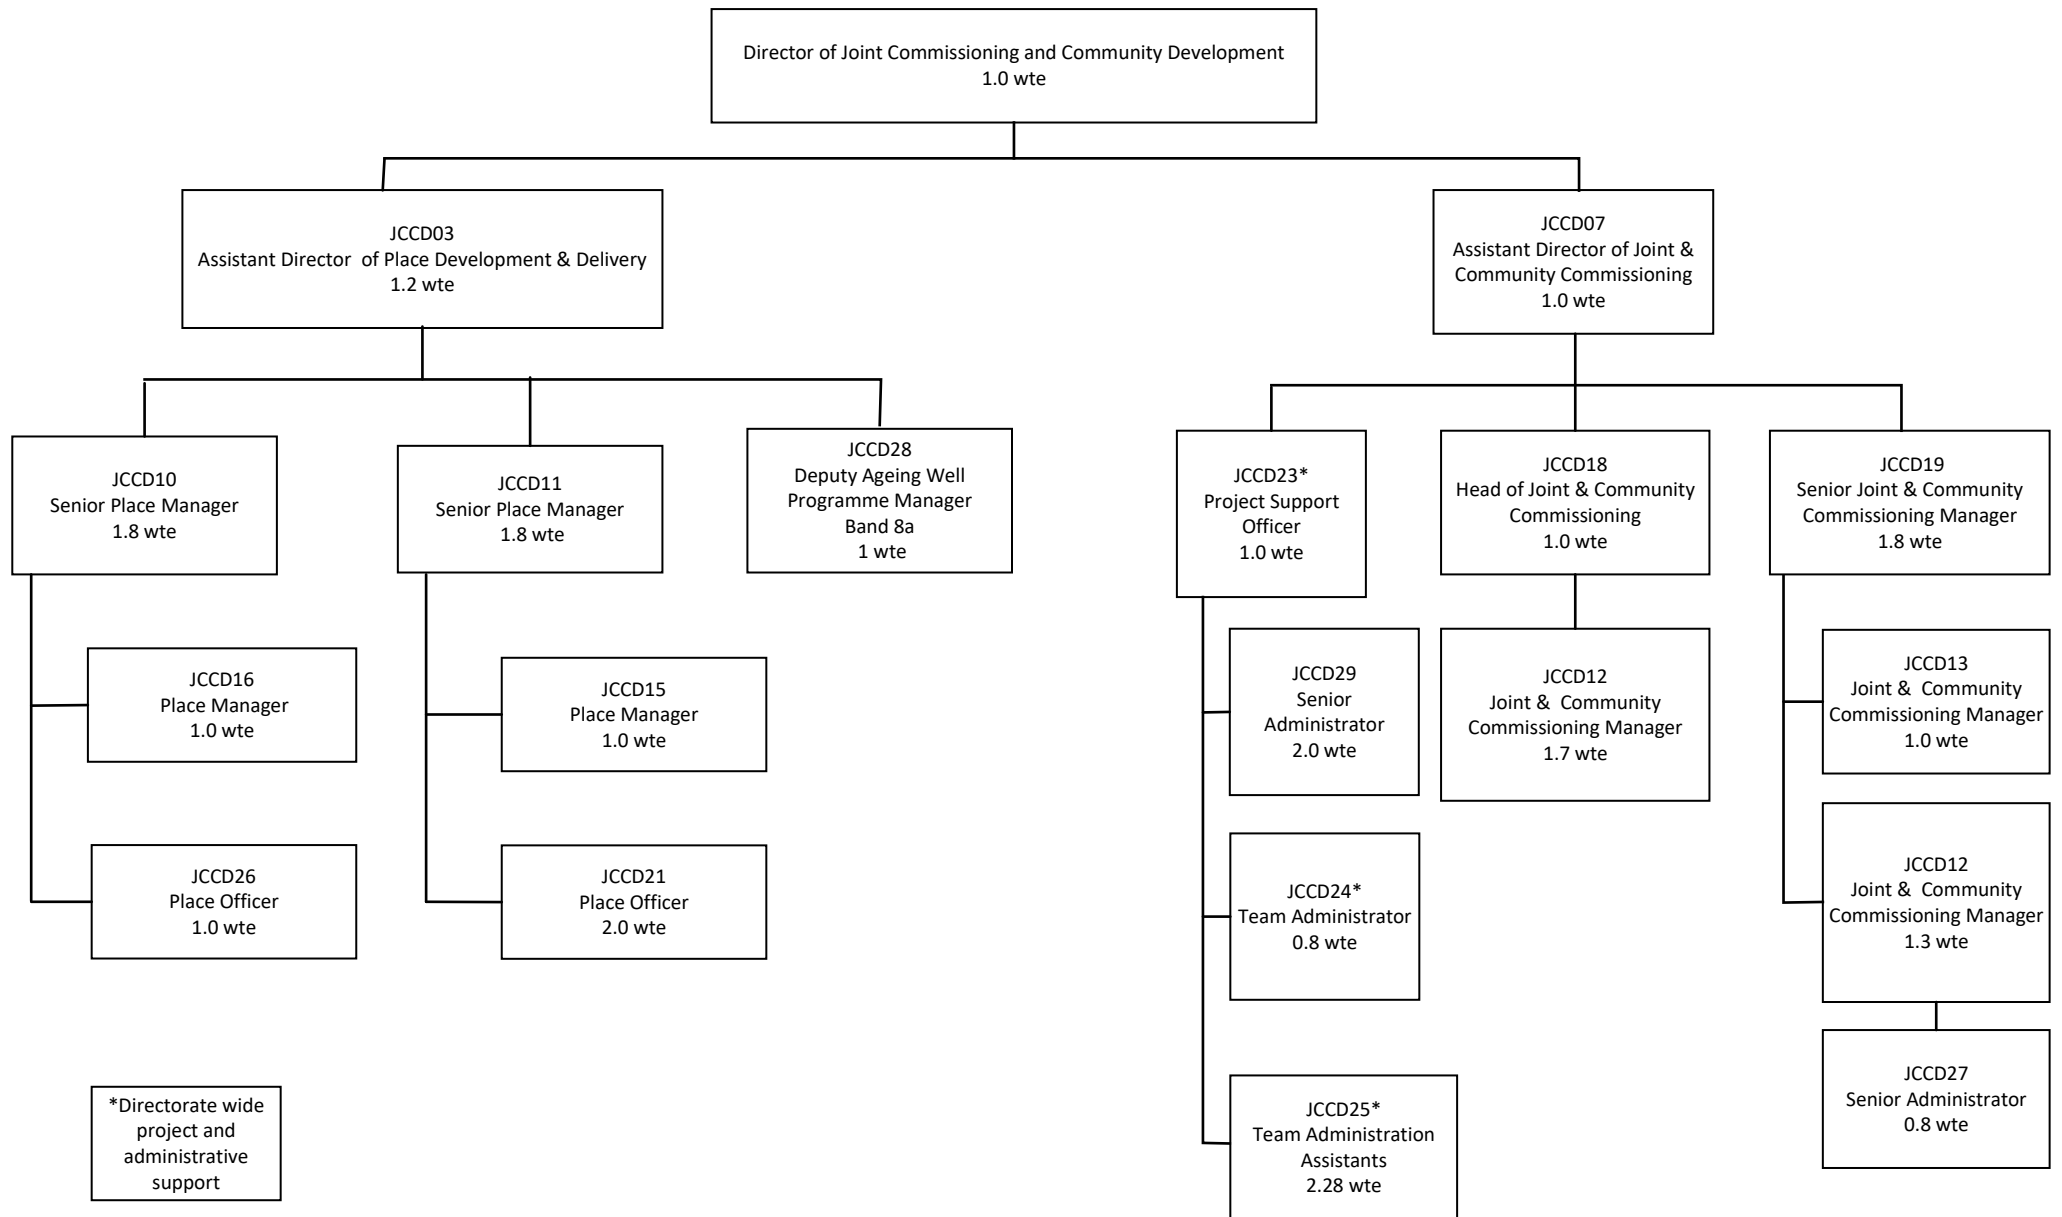 Director of Joint Commissioning and Community Development
1.0 wte
JCCD03
Assistant Director  of Place Development & Delivery
1.2 wte
JCCD07
Assistant Director of Joint &
Community Commissioning
1.0 wte
JCCD10
Senior Place Manager
1.8 wte
JCCD11
Senior Place Manager
1.8 wte
JCCD28
Deputy Ageing Well
Programme Manager
Band 8a
1 wte
JCCD23*
Project Support
Officer
1.0 wte
JCCD18
Head of Joint & Community
Commissioning
1.0 wte
JCCD19
Senior Joint & Community
Commissioning Manager
1.8 wte
JCCD16
Place Manager
1.0 wte
JCCD15
Place Manager
1.0 wte
JCCD29
Senior
Administrator
2.0 wte
JCCD12
Joint &  Community
Commissioning Manager
1.7 wte
JCCD13
Joint &  Community
Commissioning Manager
1.0 wte
JCCD26
Place Officer
1.0 wte
JCCD21
Place Officer
2.0 wte
JCCD24*
Team Administrator
0.8 wte
JCCD12
Joint &  Community
Commissioning Manager
1.3 wte
JCCD27
Senior Administrator
0.8 wte
*Directorate wide
project and
administrative
support
JCCD25*
Team Administration
Assistants
2.28 wte